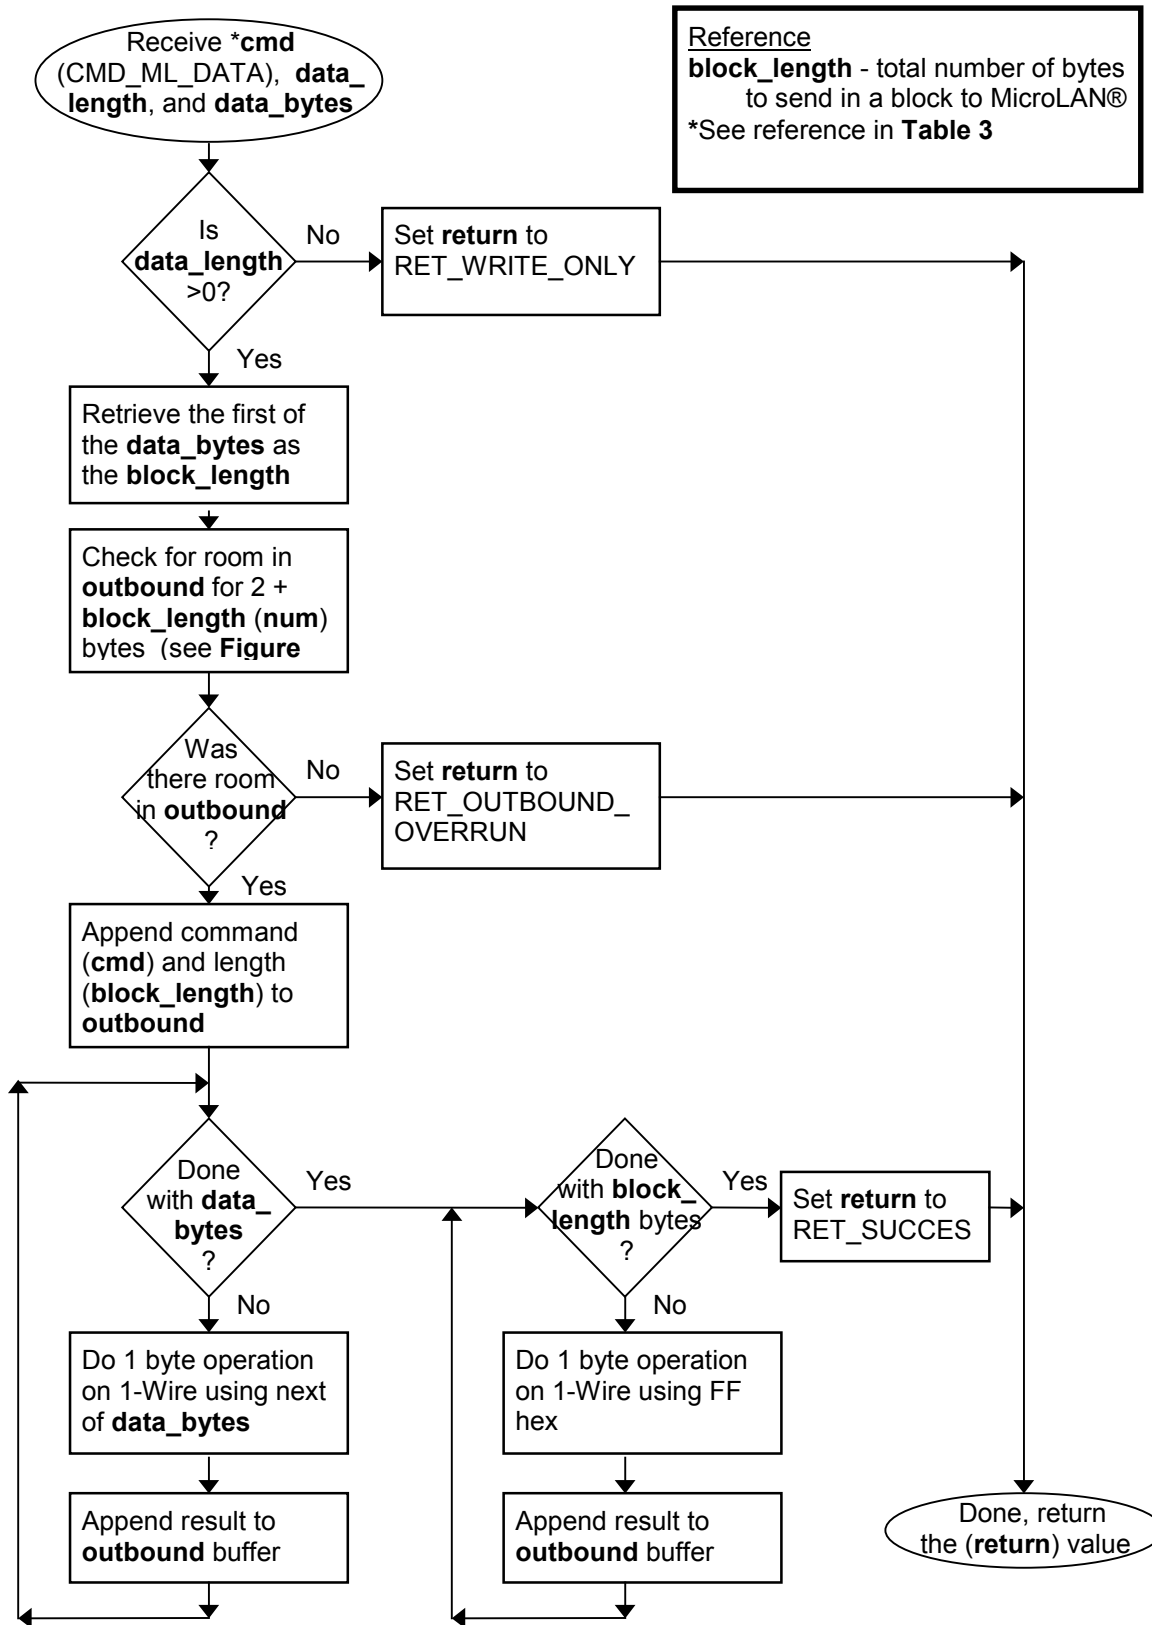 Receive *cmd
(CMD_ML_DATA), data_
length, and data_bytes
Reference
block_length - total number of bytes
to send in a block to MicroLAN®
*See reference in Table 3
Is
data_length
>0?
No
Set return to
RET_WRITE_ONLY
Yes
Retrieve the first of
the data_bytes as
the block_length
Check for room in
outbound for 2 +
block_length (num)
bytes (see Figure
Was
there room
in outbound
?
No
Set return to
RET_OUTBOUND_
OVERRUN
Yes
Append command
(cmd) and length
(block_length) to
outbound
Done
with data_
bytes
?
Yes
Done
with block_
length bytes
?
Yes
Set return to
RET_SUCCES
No
Do 1 byte operation
on 1-Wire using next
of data_bytes
No
Do 1 byte operation
on 1-Wire using FF
hex
Append result to
outbound buffer
Append result to
outbound buffer
Done, return
the (return) value